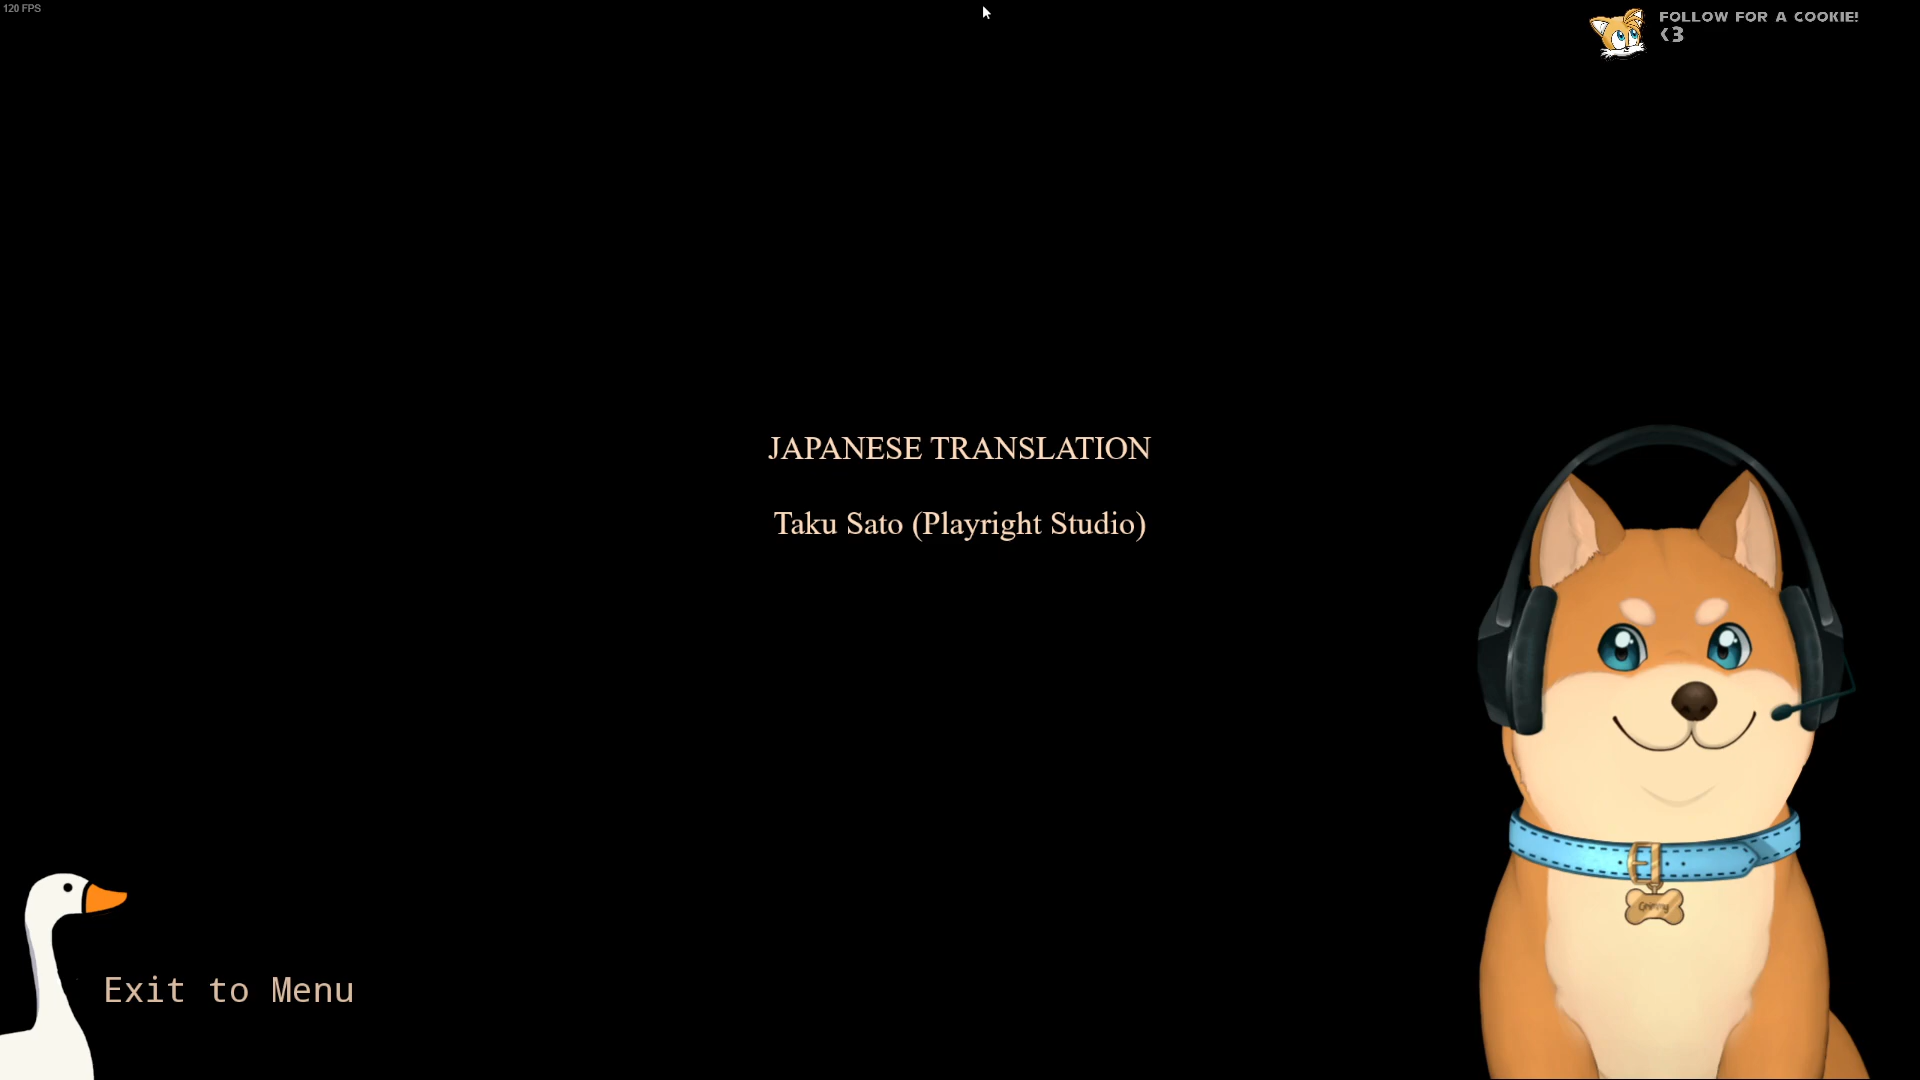 120 FPS
FOLLOW FOR A COOKIE!
<3
JAPANESE TRANSLATION
Taku Sato (Playright Studio)
Exit to Menu